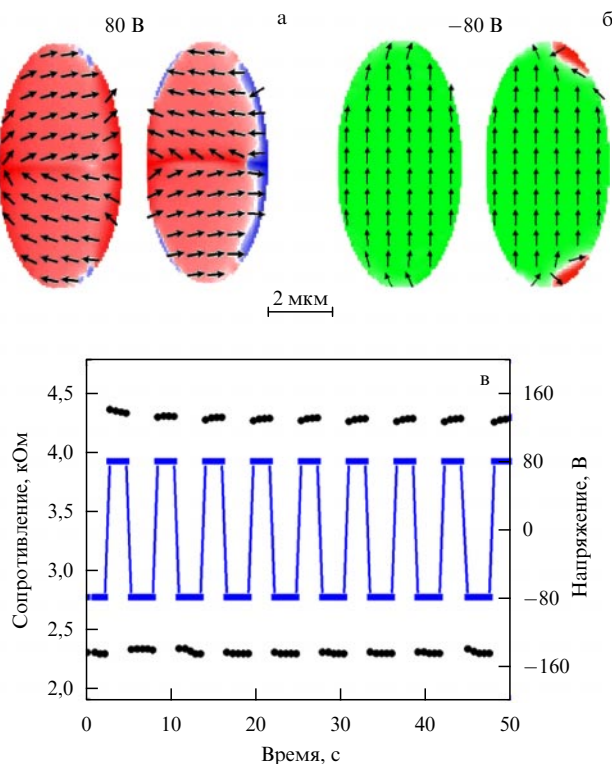 80 В
а
−80 В
б
2 мкм
в
Сопротивление, кОм
4,5
4,0
3,5
3,0
2,5
2,0
160
80
0
−80
−160
Напряжение, В
0
10
20
30
40
50
Время, с